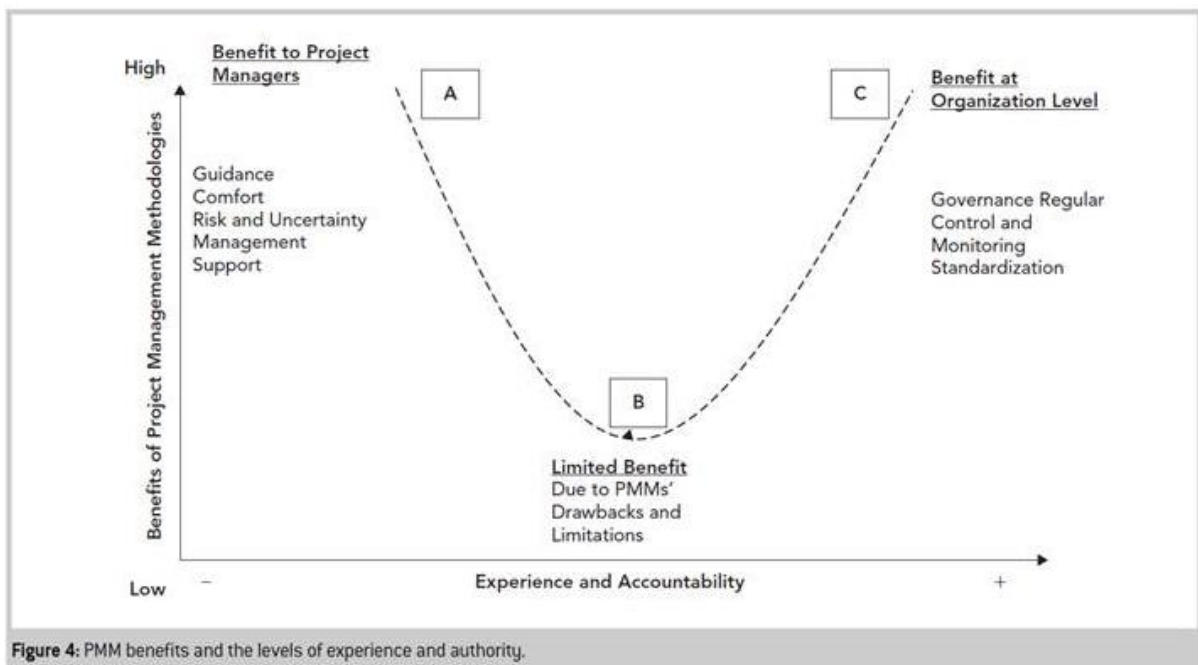 Benefit to Project
Managers
High
A
C
Benefit at
Organization Level
Benefits of Project Management Methodologies
Guidance
Comfort
Risk and Uncertainty
Management
Support
Governance Regular
Control and
Monitoring
Standardization
B
Limited Benefit
Due to PMMs’
Drawbacks and
Limitations
Low
–
Experience and Accountability
+
Figure 4: PMM benefits and the levels of experience and authority.